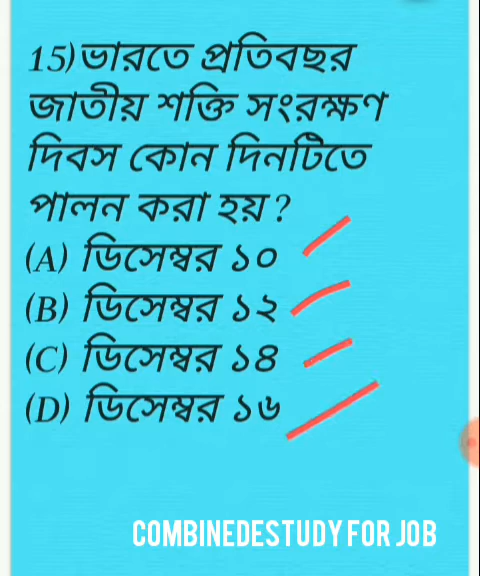 15)ভারতে প্রতিবছর
জাতীয় শক্তি সংরক্ষণ
দিবস কোন দিনটিতে
পালন করা হয়?
(A) ডিসেম্বর ১০
(B) ডিসেম্বর ১২
(C) ডিসেম্বর ১৪
(D) ডিসেম্বর ১৬
COMBINEDESTUDY FOR JOB